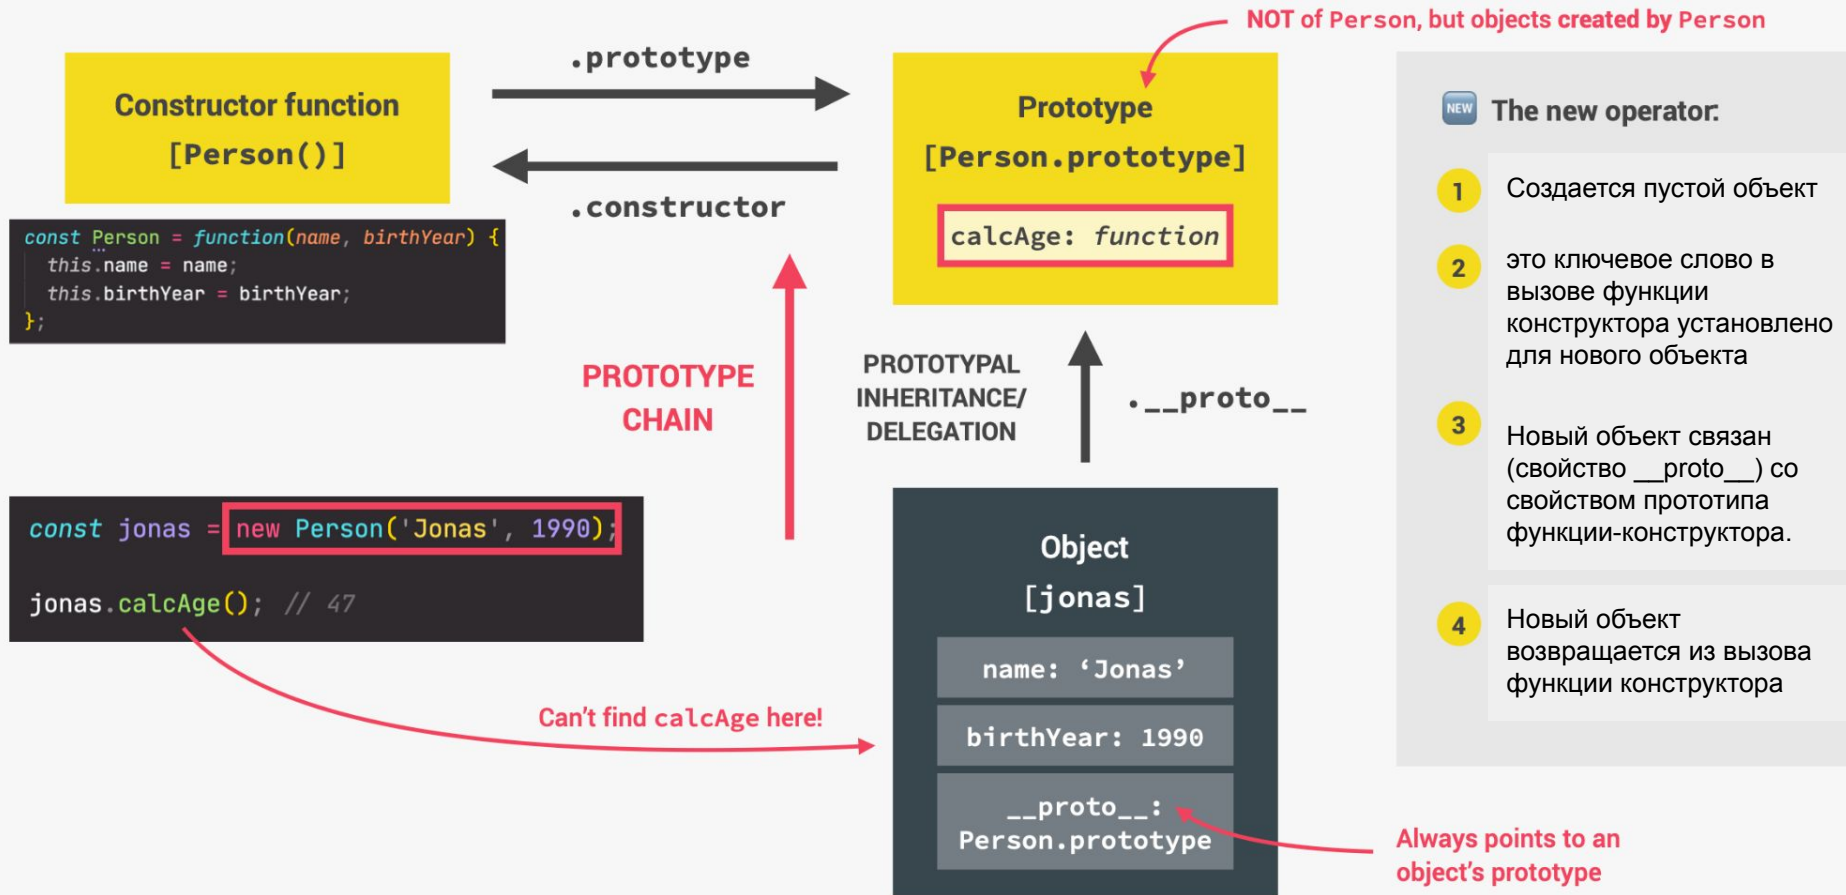 NOT of Person, but objects created by Person
Constructor function
[Person()]
.prototype
.constructor
Prototype
[Person.prototype]
calcAge: function
const Person = function(name, birthYear) {
this.name = name;
this.birthYear = birthYear;
};
PROTOTYPE
CHAIN
PROTOTYPAL
INHERITANCE/
DELEGATION
.__proto__
const jonas = new Person('Jonas', 1990);
jonas.calcAge(); // 47
Can't find calcAge here!
Object
[jonas]
name: ‘Jonas’
birthYear: 1990
__proto__:
Person.prototype
Always points to an
object's prototype
NEW The new operator:
1 Создается пустой объект
2 это ключевое слово в
вызове функции
конструктора установлено
для нового объекта
3 Новый объект связан
(свойство __proto__) со
свойством прототипа
функции-конструктора.
4 Новый объект
возвращается из вызова
функции конструктора